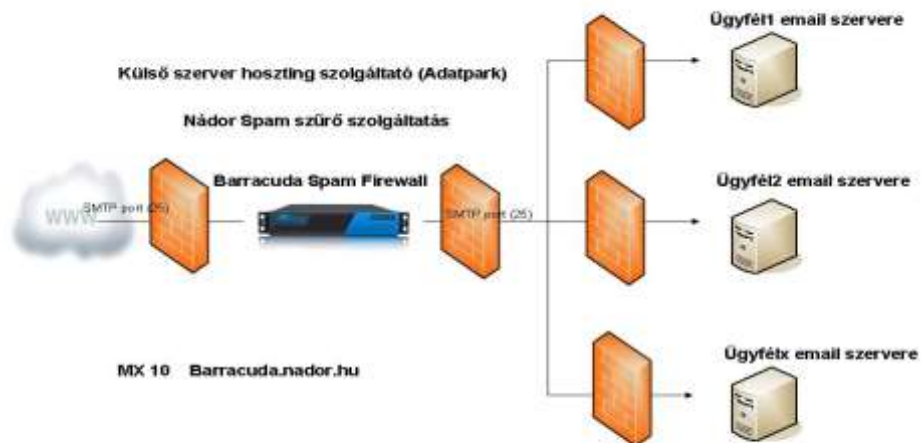 Ügyfél1 email szervere
Külső szerver hoszting szolgáltató (Adatpark)
Nádor Spam szűrő szolgáltatás
Barracuda Spam Firewall
Ügyfél2 email szervere
WWW
SMTP port (25)
SMTP port (25)
Ügyfélx email szervere
MX 10 Barracuda.nador.hu